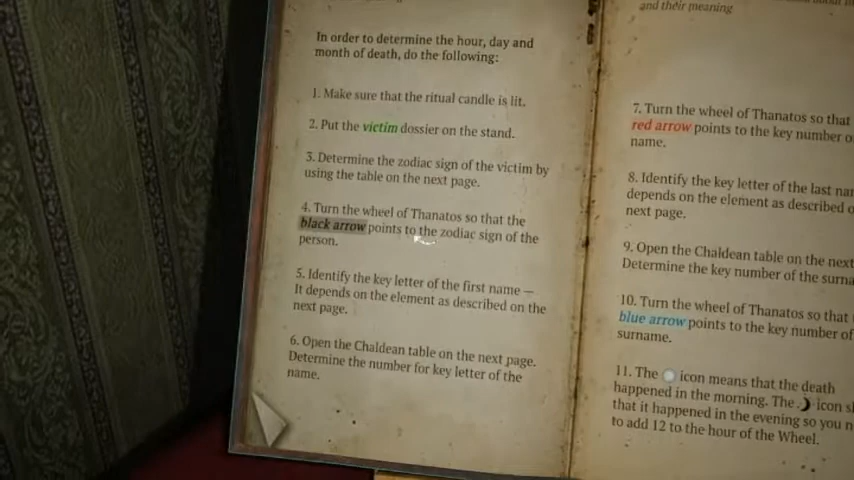 In order to determine the hour, day and
month of death, do the following:
1. Make sure that the ritual candle is lit.
2. Put the victim dossier on the stand.
3. Determine the zodiac sign of the victim by
using the table on the next page.
4. Turn the wheel of Thanatos so that the
black arrow points to the zodiac sign of the
person.
5. Identify the key letter of the first name —
It depends on the element as described on the
next page.
6. Open the Chaldean table on the next page.
Determine the number for key letter of the
name.
and their meaning
7. Turn the wheel of Thanatos so that
red arrow points to the key number o
name.
8. Identify the key letter of the last na
depends on the element as described o
next page.
9. Open the Chaldean table on the next
Determine the key number of the surna
10. Turn the wheel of Thanatos so that
blue arrow points to the key number
surname.
11. The icon means that the death
happened in the morning. The icon s
that it happened in the evening so you n
to add 12 to the hour of the Wheel.